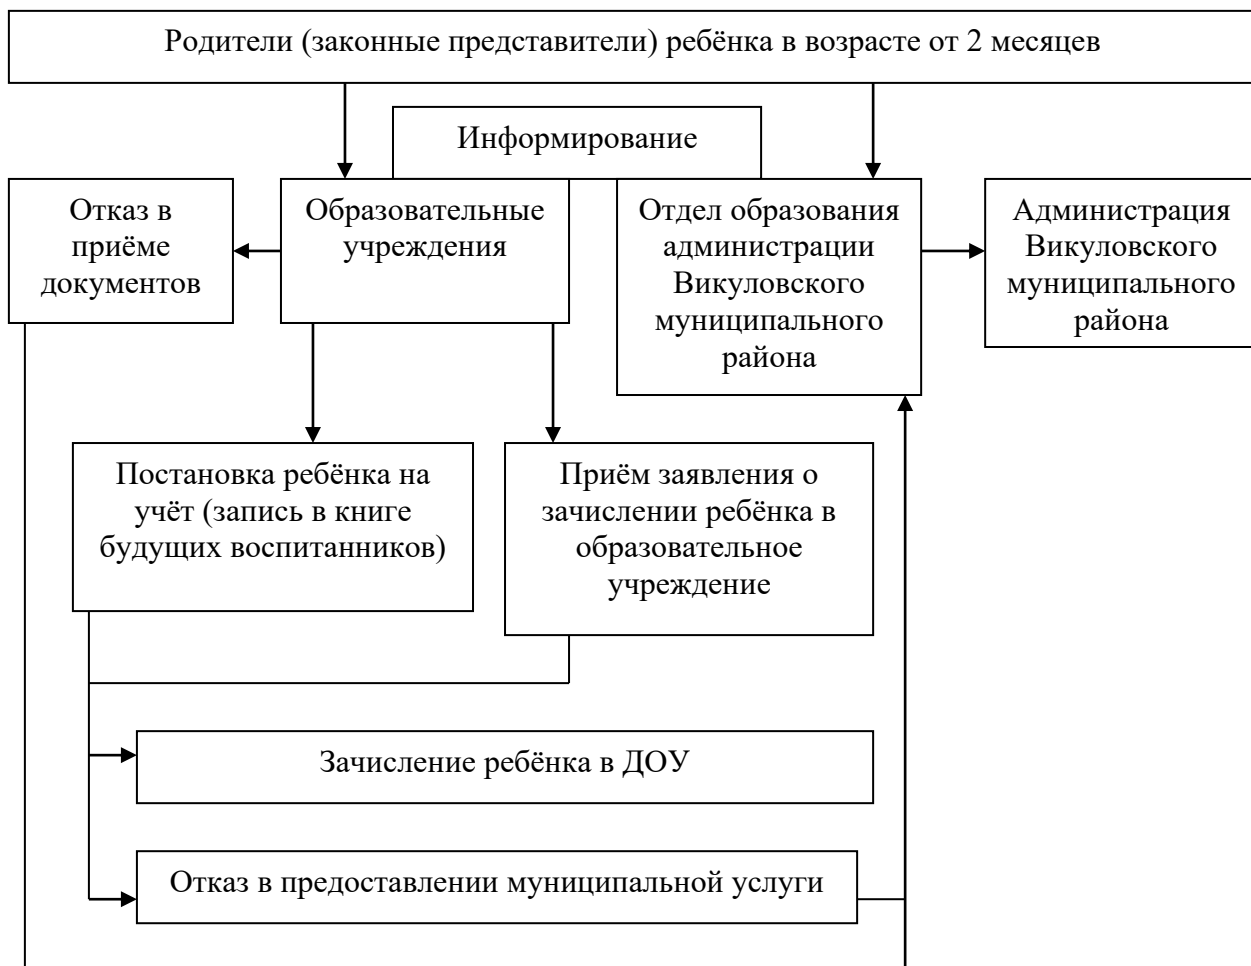 Родители (законные представители) ребёнка в возрасте от 2 месяцев
Информирование
Отказ в
приёме
документов
Образовательные
учреждения
Отдел образования
администрации
Викуловского
муниципального
района
Администрация
Викуловского
муниципального
района
Постановка ребёнка на
учёт (запись в книге
будущих воспитанников)
Приём заявления о
зачислении ребёнка в
образовательное
учреждение
Зачисление ребёнка в ДОУ
Отказ в предоставлении муниципальной услуги